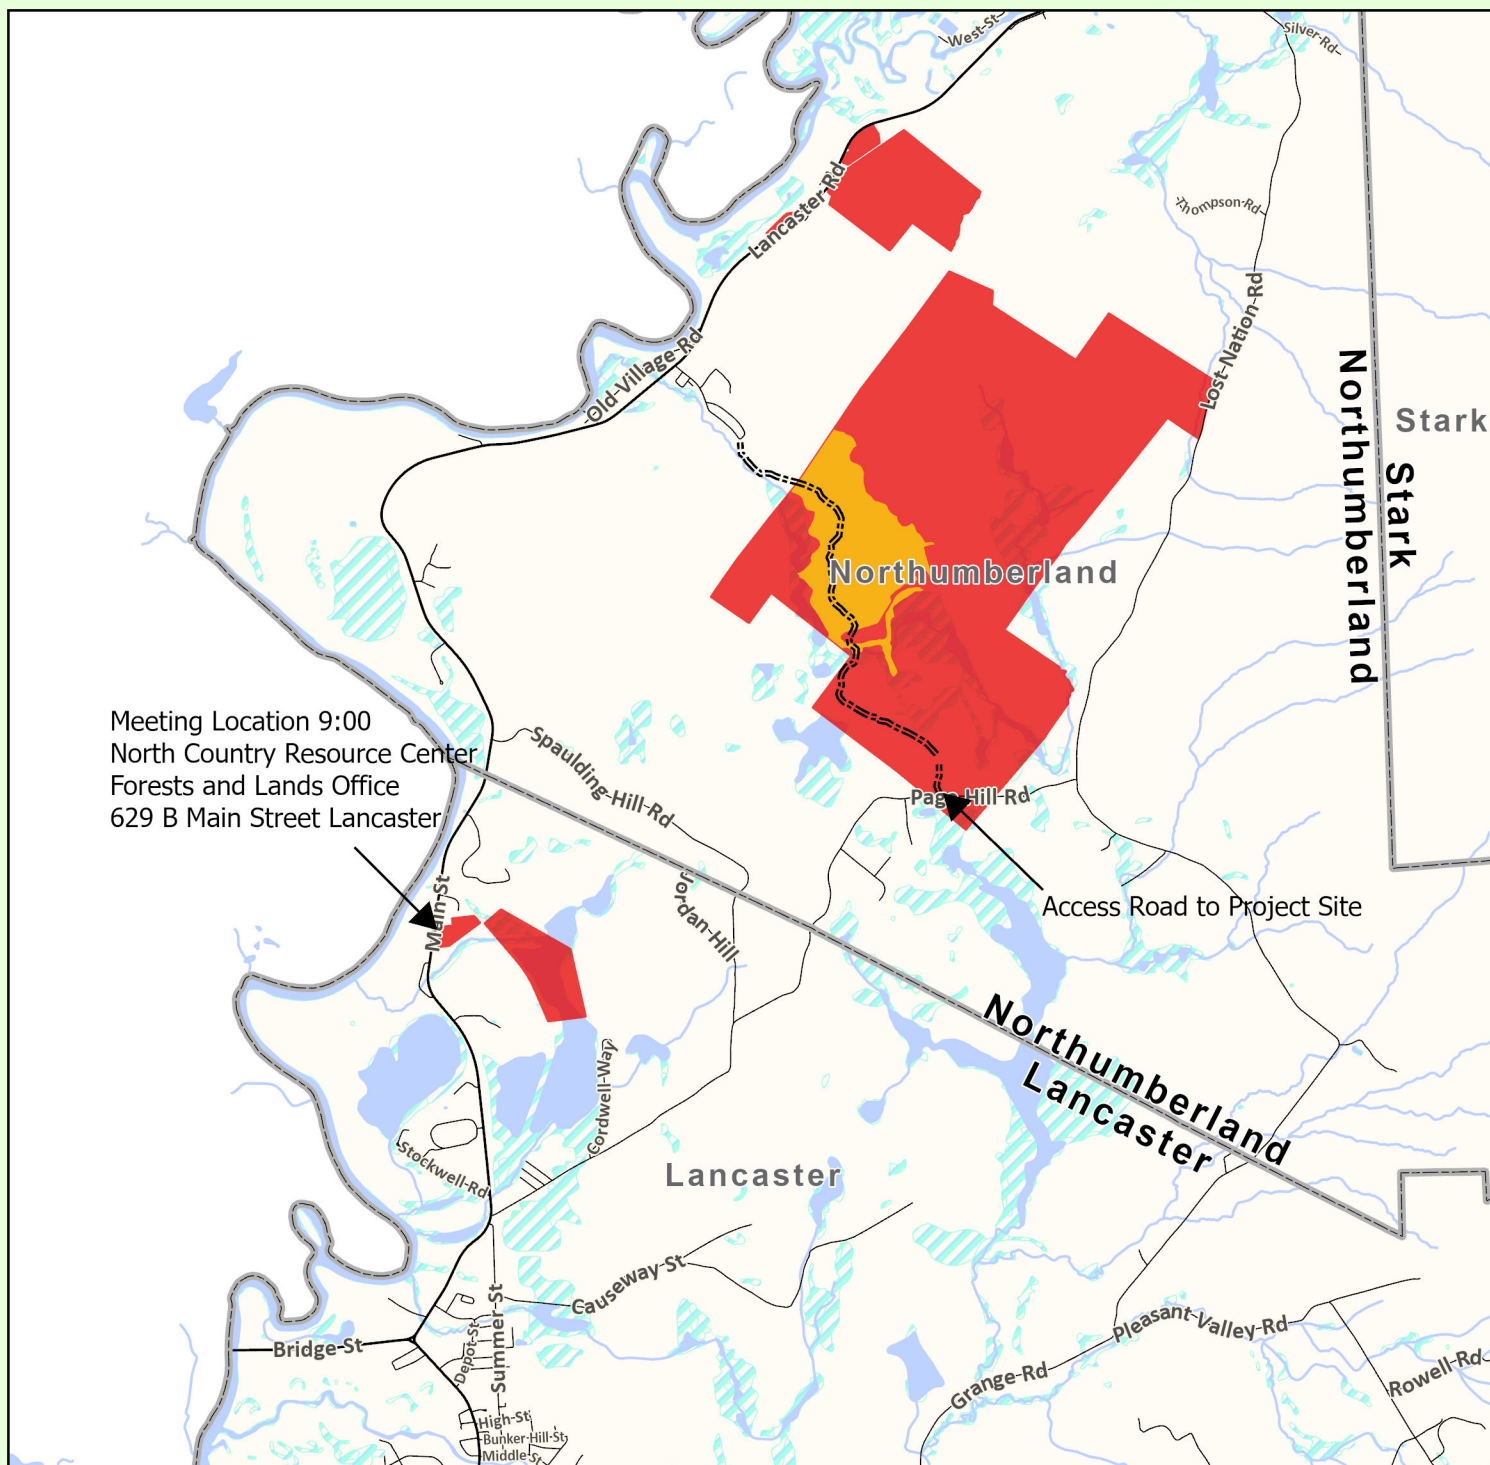 West-St
Silver-Rd
Lancaster-Rd
Thompson-Rd
Lost-Nation-Rd
Old-Village-Rd
Stark
Northumberland
Stark
Northumberland
Meeting Location 9:00
North Country Resource Center
Forests and Lands Office
629 B Main Street Lancaster
Spaulding-Hill-Rd
Page-Hill-Rd
Access Road to Project Site
Main-St
Jordan-Hill
Northumberland
Lancaster
Cordwell-Way
Stockwell-Rd
Lancaster
Causeway-St
Bridge-St
Depot-St
Summer-St
Pleasant-Valley-Rd
Grange-Rd
Rowell-Rd
High-St
Bunker-Hill-St
Middle-St